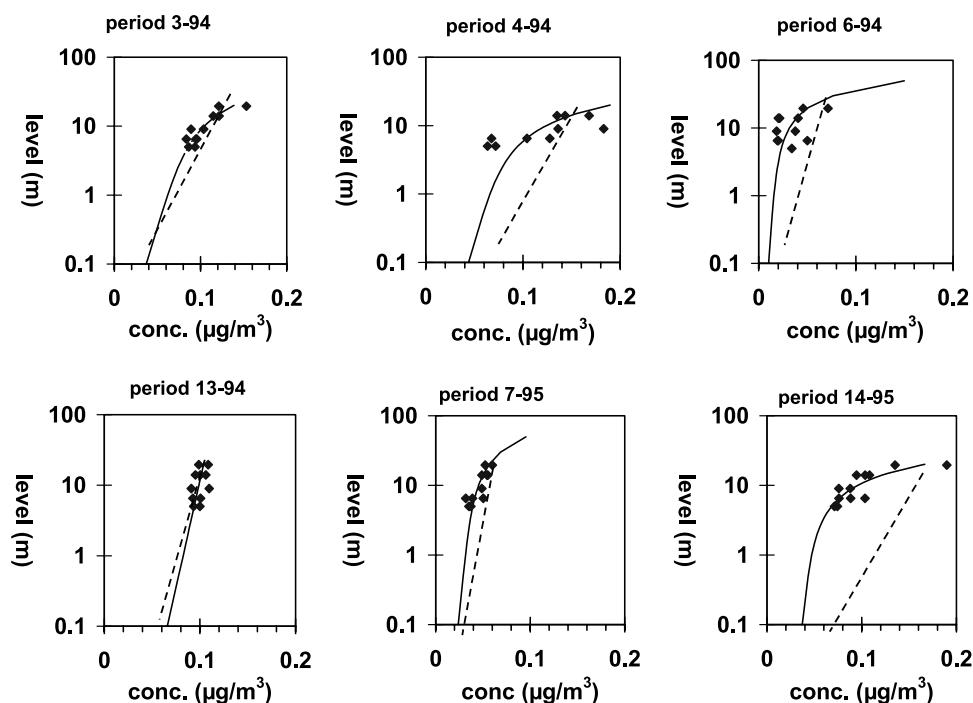 period 3-94
100
10
1
0.1
level (m)
0
0.1
0.2
conc. (µg/m³)
period 4-94
100
10
1
0.1
level (m)
0
0.1
0.2
conc. (µg/m³)
period 6-94
100
10
1
0.1
level (m)
0
0.1
0.2
conc (µg/m³)
period 13-94
100
10
1
0.1
level (m)
0
0.1
0.2
conc. (µg/m³)
period 7-95
100
10
1
0.1
level (m)
0
0.1
0.2
conc (µg/m³)
period 14-95
100
10
1
0.1
level (m)
0
0.1
0.2
conc. (µg/m³)